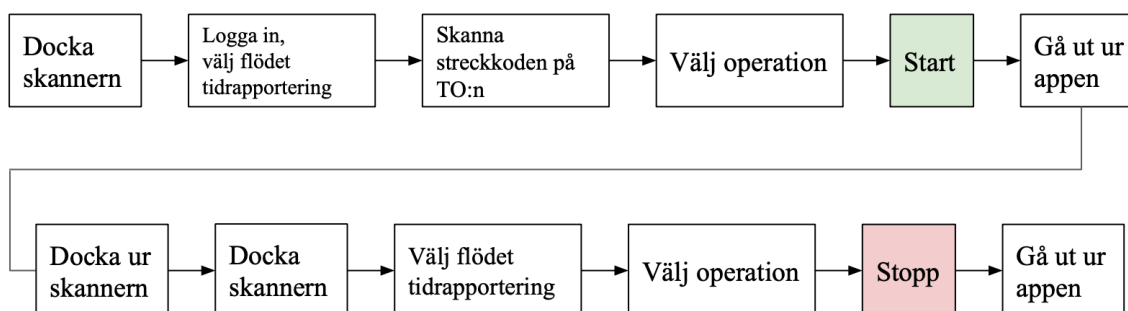 Docka
skannern
Logga in,
välj flödet
tidrapportering
Skanna
streckkoden på
TO:n
Välj operation
Start
Gå ut ur
appen
Docka ur
skannern
Docka
skannern
Välj flödet
tidrapportering
Välj operation
Stopp
Gå ut ur
appen